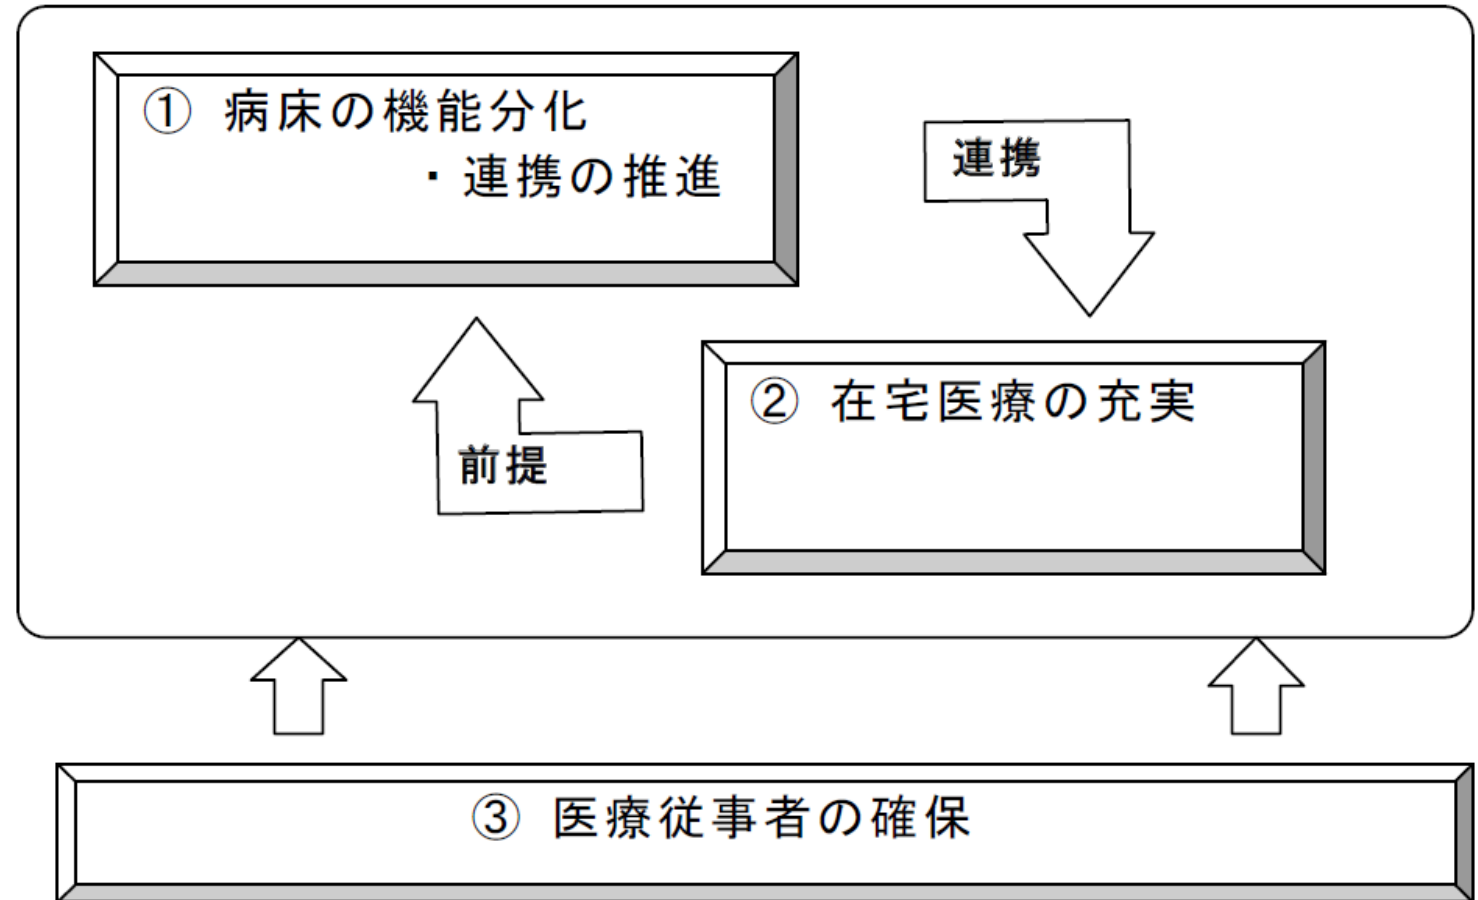 ① 病床の機能分化
・連携の推進
連携
前提
② 在宅医療の充実
③ 医療従事者の確保